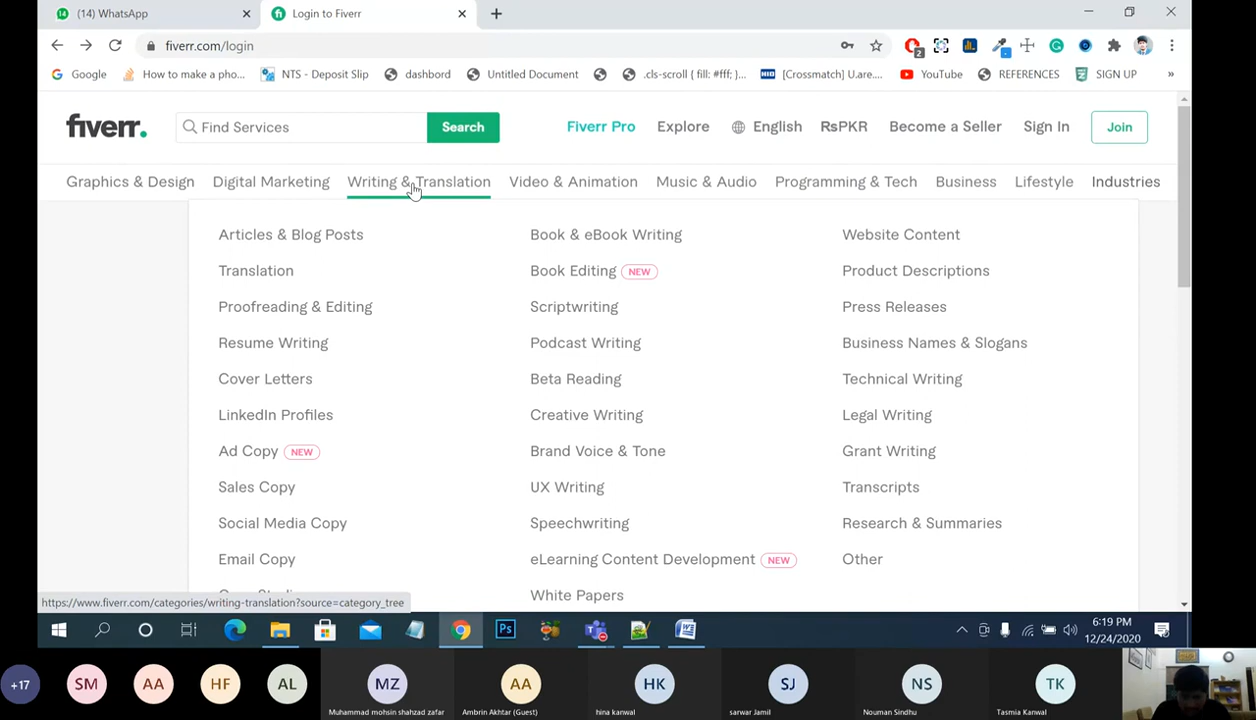 (14) WhatsApp
Login to Fiverr
fiverr.com/login
2
Google
How to make a pho...
NTS - Deposit Slip
dashbord
Untitled Document
.cls-scroll { fill: #fff; }...
HID
[Crossmatch] U.are....
YouTube
REFERENCES
SIGN UP
»
fiverr.
Find Services
Search
Fiverr Pro
Explore
English
RsPKR
Become a Seller
Sign In
Join
Graphics & Design
Digital Marketing
Writing & Translation
Video & Animation
Music & Audio
Programming & Tech
Business
Lifestyle
Industries
Articles & Blog Posts
Translation
Proofreading & Editing
Resume Writing
Cover Letters
LinkedIn Profiles
Ad Copy NEW
Sales Copy
Social Media Copy
Email Copy
Book & eBook Writing
Book Editing NEW
Scriptwriting
Podcast Writing
Beta Reading
Creative Writing
Brand Voice & Tone
UX Writing
Speechwriting
eLearning Content Development NEW
White Papers
Website Content
Product Descriptions
Press Releases
Business Names & Slogans
Technical Writing
Legal Writing
Grant Writing
Transcripts
Research & Summaries
Other
https://www.fiverr.com/categories/writing-translation?source=category_tree
Ps
6:19 PM
12/24/2020
+17
SM
AA
HF
AL
MZ
Muhammad mohsin shahzad zafar
AA
Ambrin Akhtar (Guest)
HK
hina kanwal
SJ
sarwar Jamil
NS
Nouman Sindhu
TK
Tasmia Kanwal